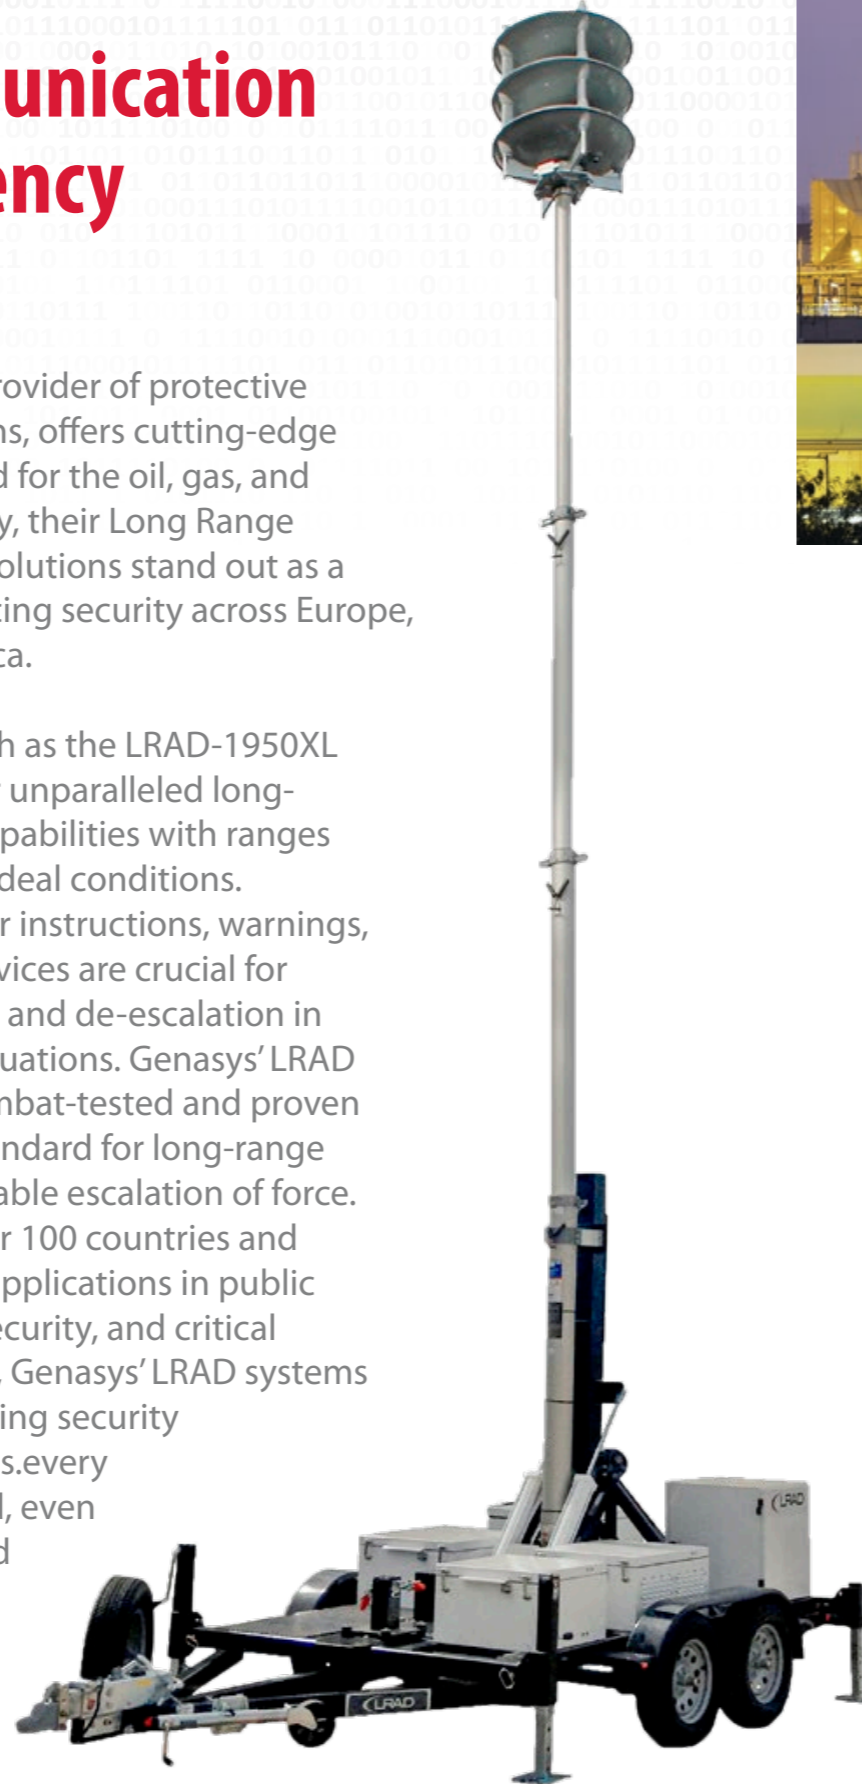 unication
ency
rovider of protective
ns, offers cutting-edge
d for the oil, gas, and
y, their Long Range
olutions stand out as a
ting security across Europe,
ca.
h as the LRAD-1950XL
r unparalleled long-
pabilities with ranges
deal conditions.
r instructions, warnings,
vices are crucial for
and de-escalation in
uations. Genasys’ LRAD
mbat-tested and proven
ndard for long-range
able escalation of force.
r 100 countries and
applications in public
ecurity, and critical
, Genasys’ LRAD systems
ing security
s.every
d, even
d
LRAD
LRAD